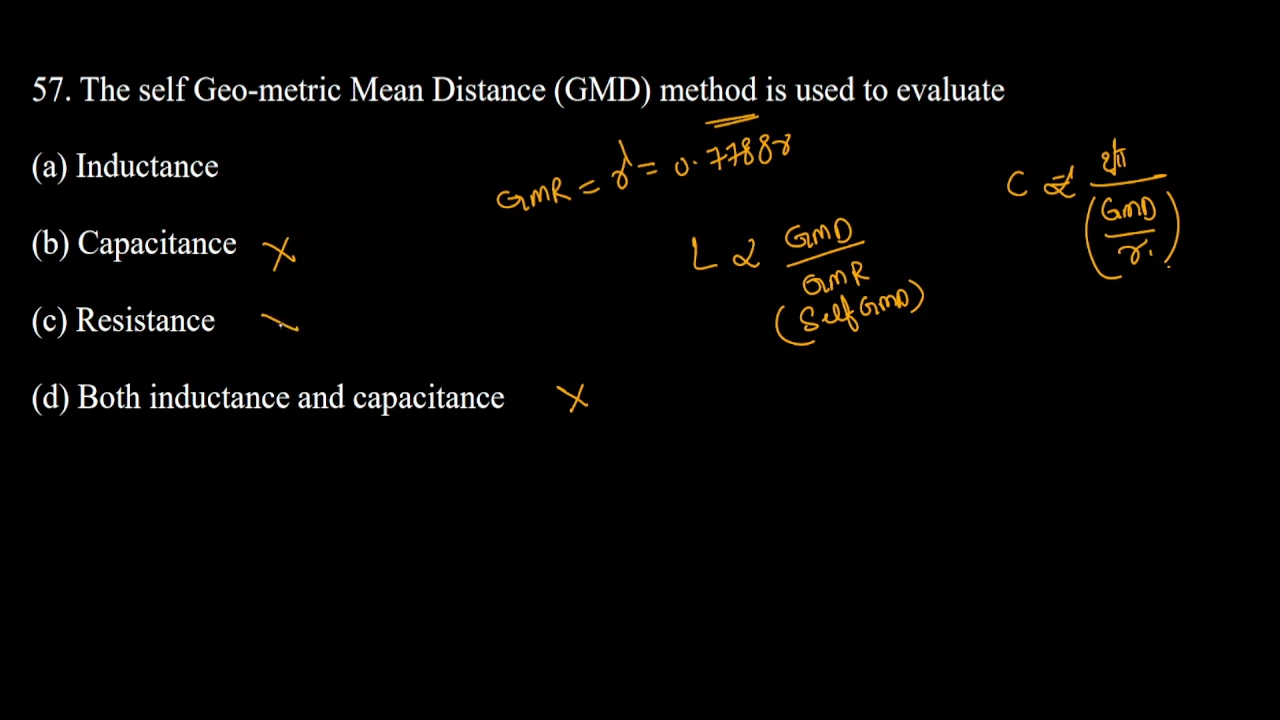 57. The self Geo-metric Mean Distance (GMD) method is used to evaluate
(a) Inductance
GMR = r' = 0.7788r
C ∝ 2π / (GMD / r)
(b) Capacitance ×
L ∝ GMD / GMR
(Self GMD)
(c) Resistance
(d) Both inductance and capacitance ×